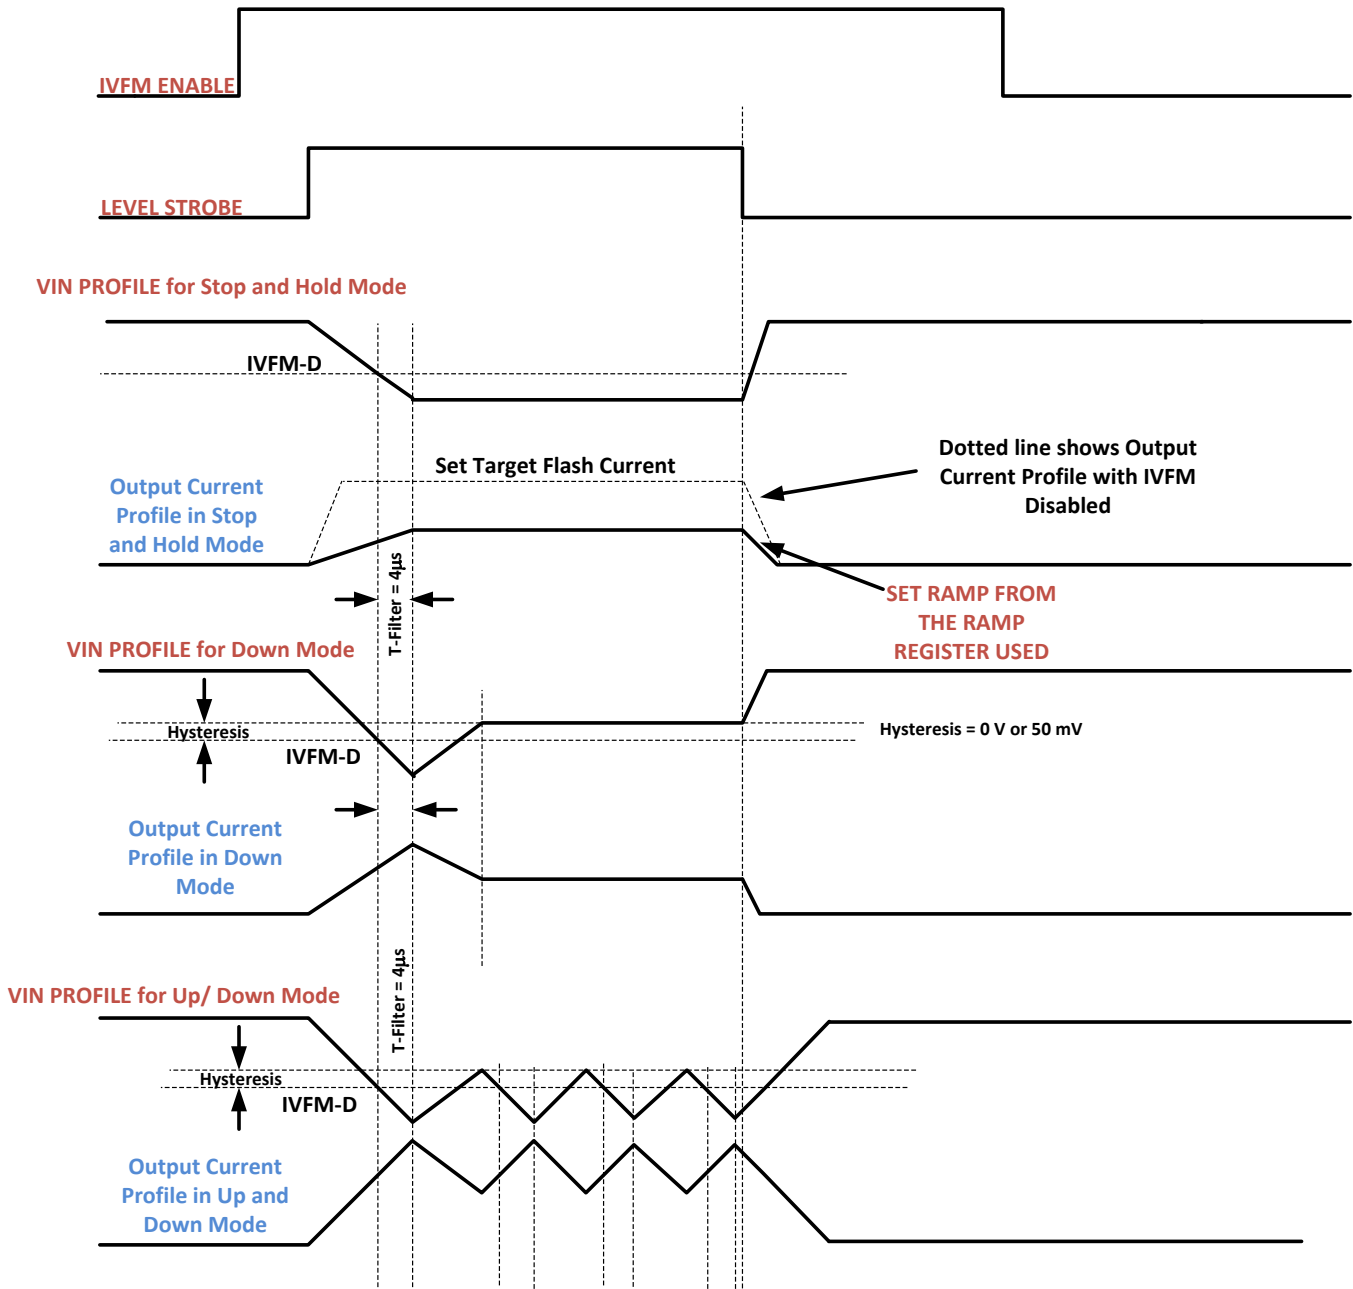 IVFM ENABLE
LEVEL STROBE
VIN PROFILE for Stop and Hold Mode
IVFM-D
Set Target Flash Current
Dotted line shows Output
Current Profile with IVFM
Disabled
Output Current
Profile in Stop
and Hold Mode
T-Filter = 4µs
SET RAMP FROM
THE RAMP
REGISTER USED
VIN PROFILE for Down Mode
Hysteresis
IVFM-D
Hysteresis = 0 V or 50 mV
Output Current
Profile in Down
Mode
T-Filter = 4µs
VIN PROFILE for Up/ Down Mode
Hysteresis
IVFM-D
Output Current
Profile in Up and
Down Mode